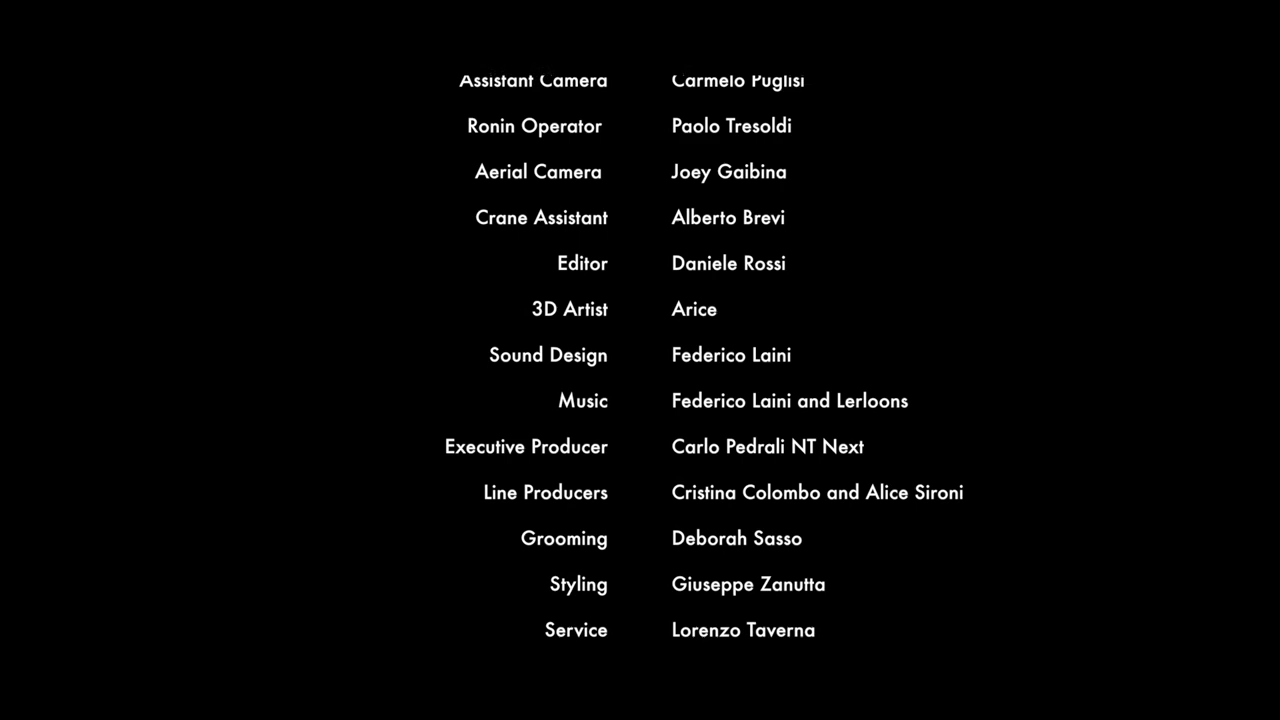 Assistant Camera Carmelo Puglisi
Ronin Operator Paolo Tresoldi
Aerial Camera Joey Gaibina
Crane Assistant Alberto Brevi
Editor Daniele Rossi
3D Artist Arice
Sound Design Federico Laini
Music Federico Laini and Lerloons
Executive Producer Carlo Pedrali NT Next
Line Producers Cristina Colombo and Alice Sironi
Grooming Deborah Sasso
Styling Giuseppe Zanutta
Service Lorenzo Taverna